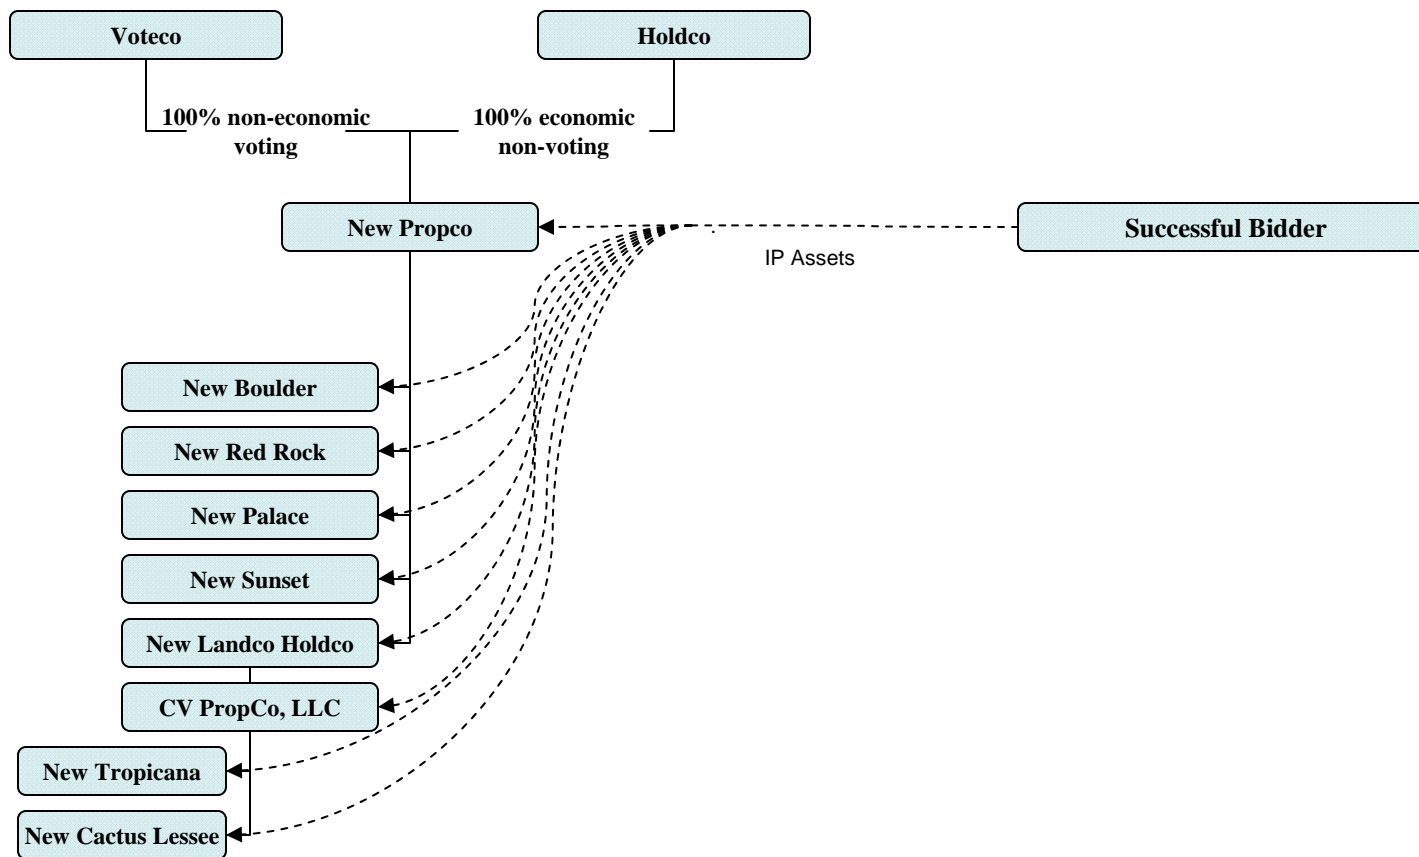 Voteco
Holdco
100% non-economic
voting
100% economic
non-voting
New Propco
Successful Bidder
IP Assets
New Boulder
New Red Rock
New Palace
New Sunset
New Landco Holdco
CV PropCo, LLC
New Tropicana
New Cactus Lessee